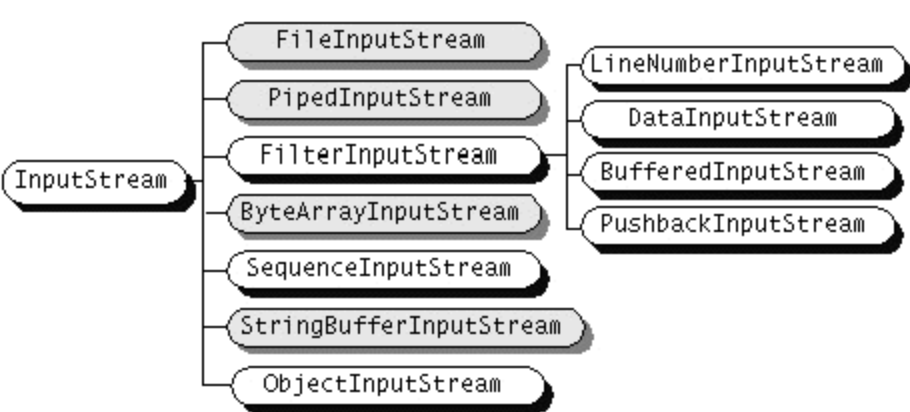 InputStream
FileInputStream
PipedInputStream
FilterInputStream
ByteArrayInputStream
SequenceInputStream
StringBufferInputStream
ObjectInputStream
LineNumberInputStream
DataInputStream
BufferedInputStream
PushbackInputStream